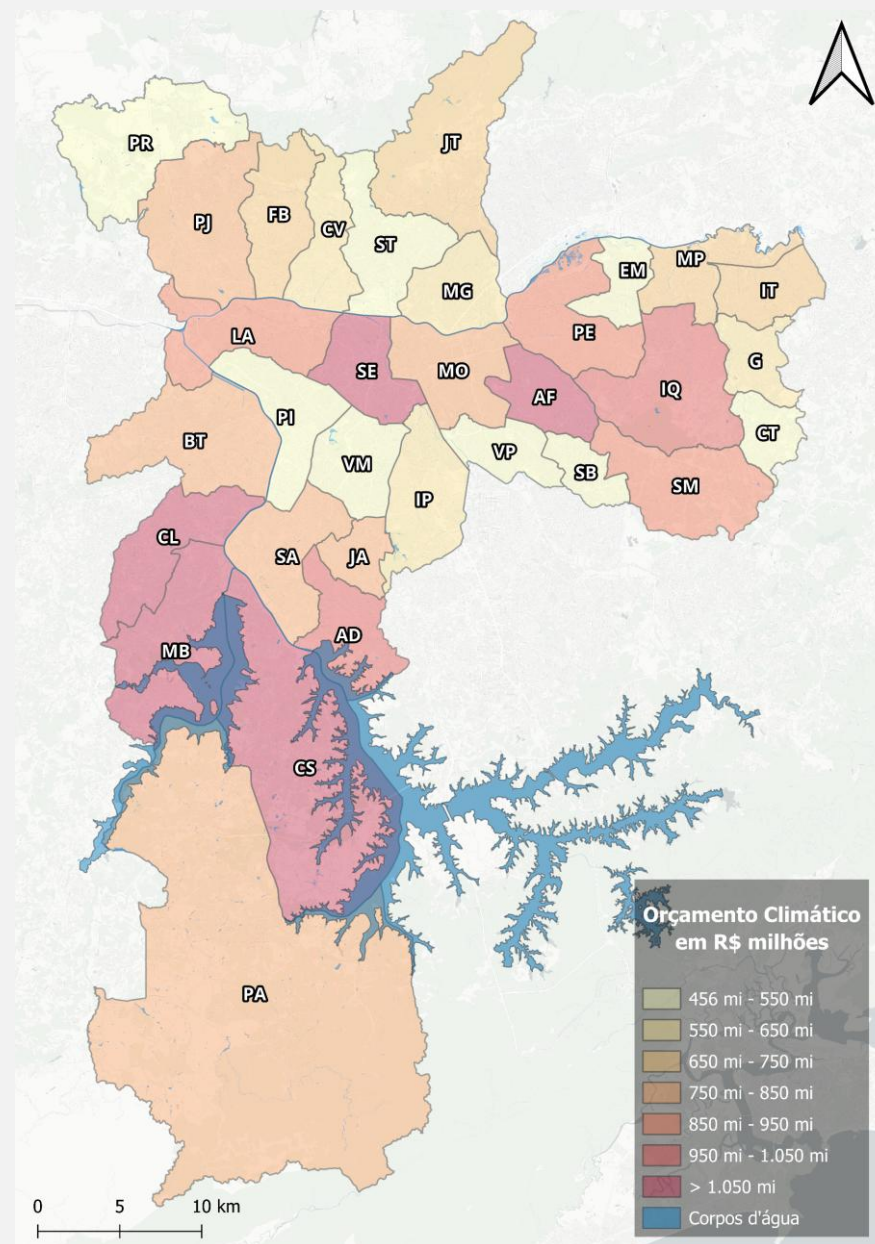 PR
JT
PJ
FB
CV
ST
MG
EM
MP
IT
LA
SE
MO
PE
AF
IQ
G
CT
PI
BT
VM
VP
SB
IP
SM
CL
SA
JA
MB
AD
CS
PA
Orçamento Climático
em R$ milhões
456 mi - 550 mi
550 mi - 650 mi
650 mi - 750 mi
750 mi - 850 mi
850 mi - 950 mi
950 mi - 1.050 mi
> 1.050 mi
Corpos d'água
0 5 10 km